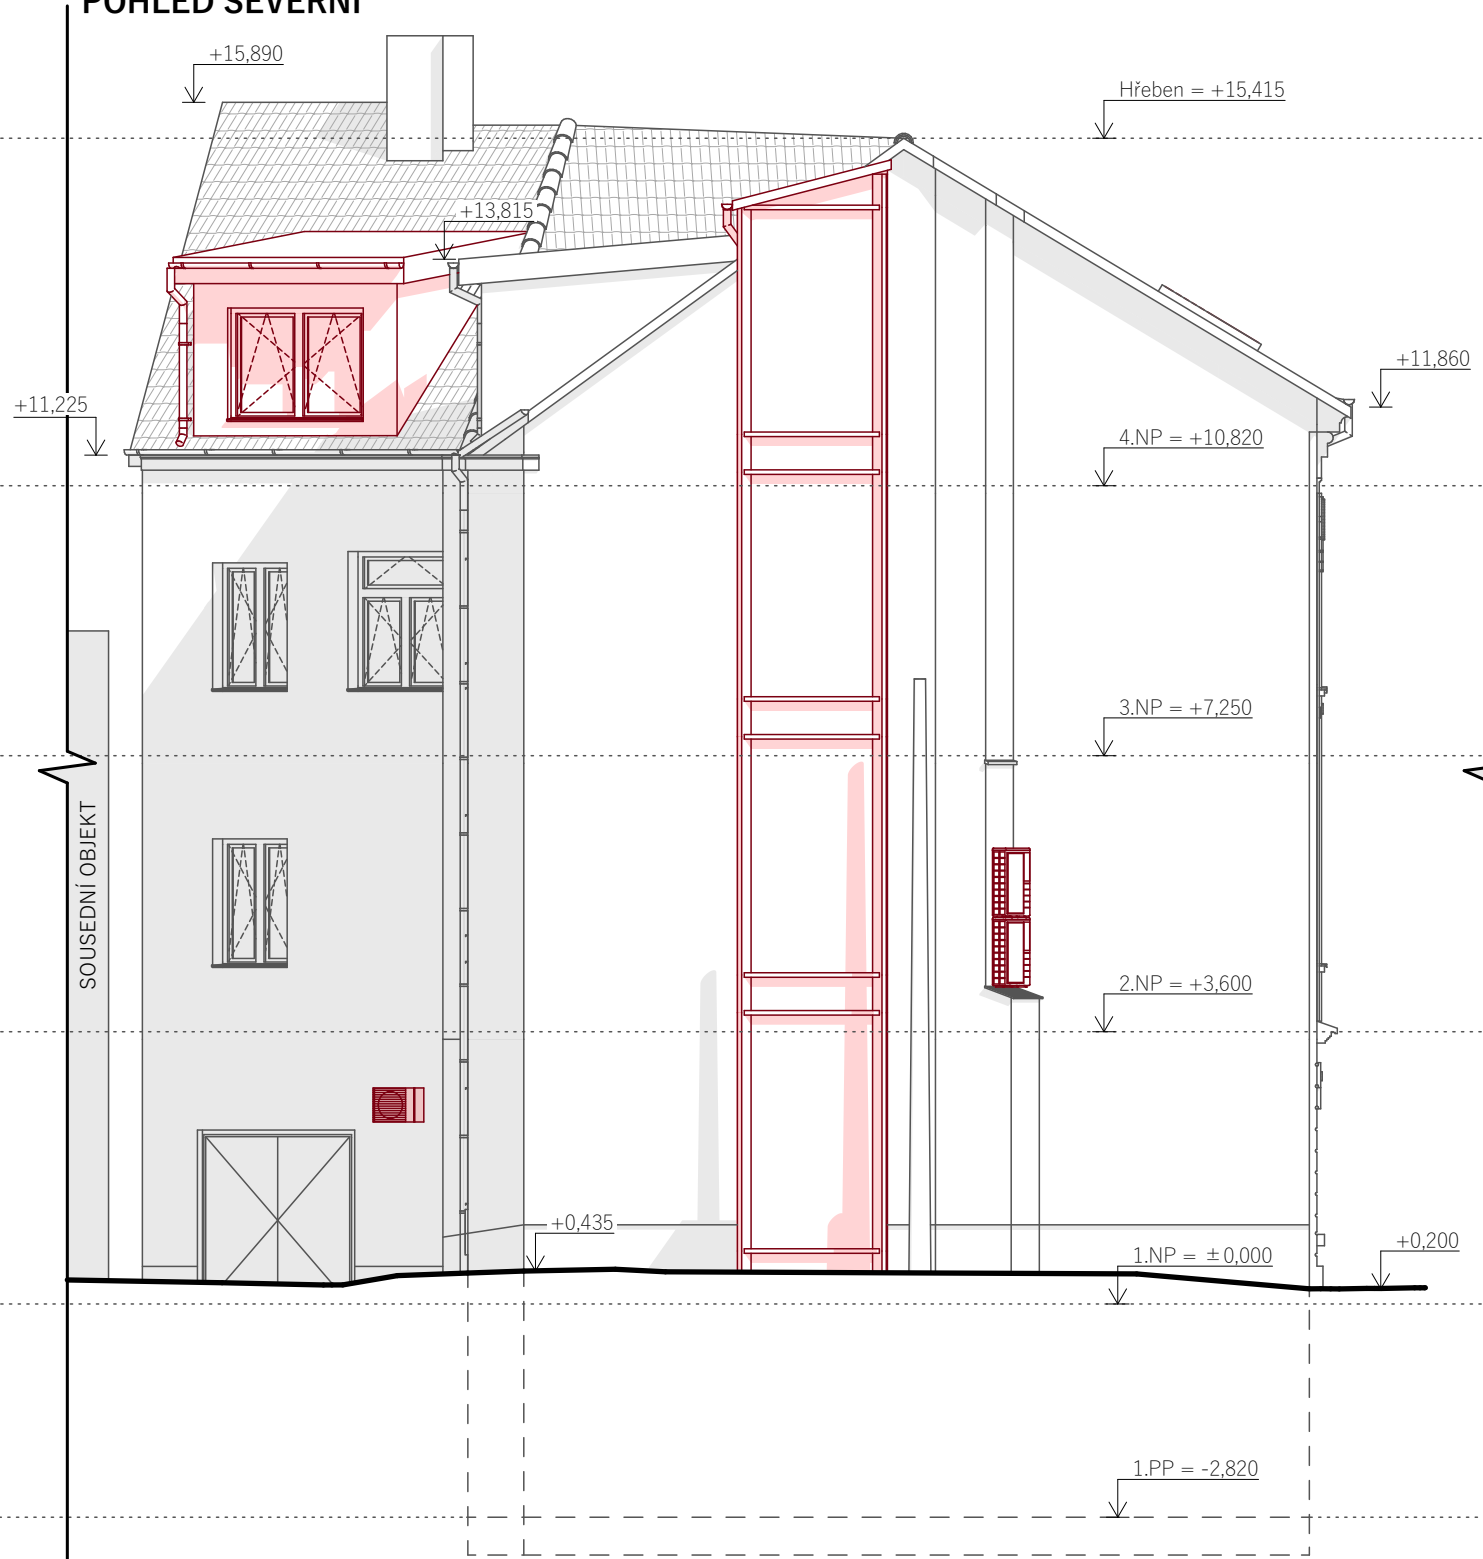 POHLED SEVERNÍ
+15,890
Hřeben = +15,415
+13,815
+11,860
+11,225
4.NP = +10,820
3.NP = +7,250
SOUSEDNÍ OBJEKT
2.NP = +3,600
+0,435
+0,200
1.NP = ±0,000
1.PP = -2,820